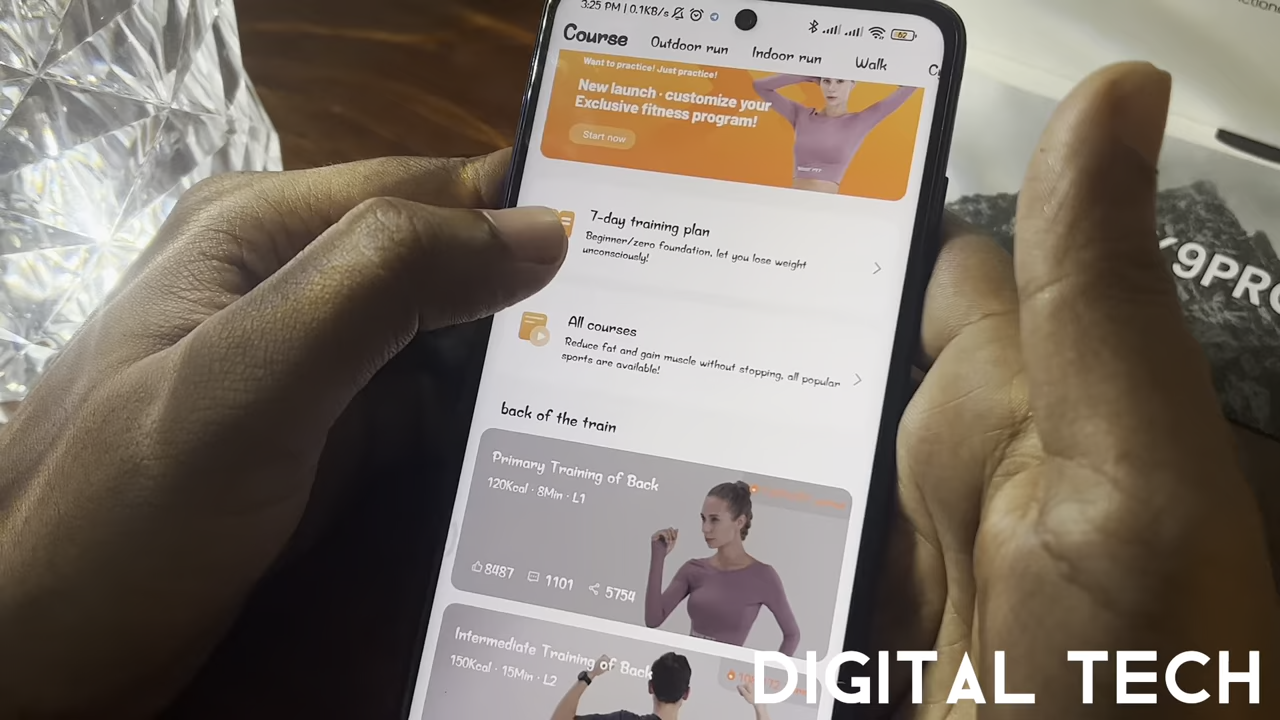 3:25 PM | 0.1KB/s
62
Course Outdoor run Indoor run Walk
Want to practice! Just practice!
New launch · customize your
Exclusive fitness program!
Start now
7-day training plan
Beginner/zero foundation, let you lose weight
unconsciously!
All courses
Reduce fat and gain muscle without stopping, all popular
sports are available!
back of the train
Primary Training of Back
120Kcal · 8Min · L1
8487 1101 5754
Intermediate Training of Back
150Kcal · 15Min · L2
9PRO
DIGITAL TECH